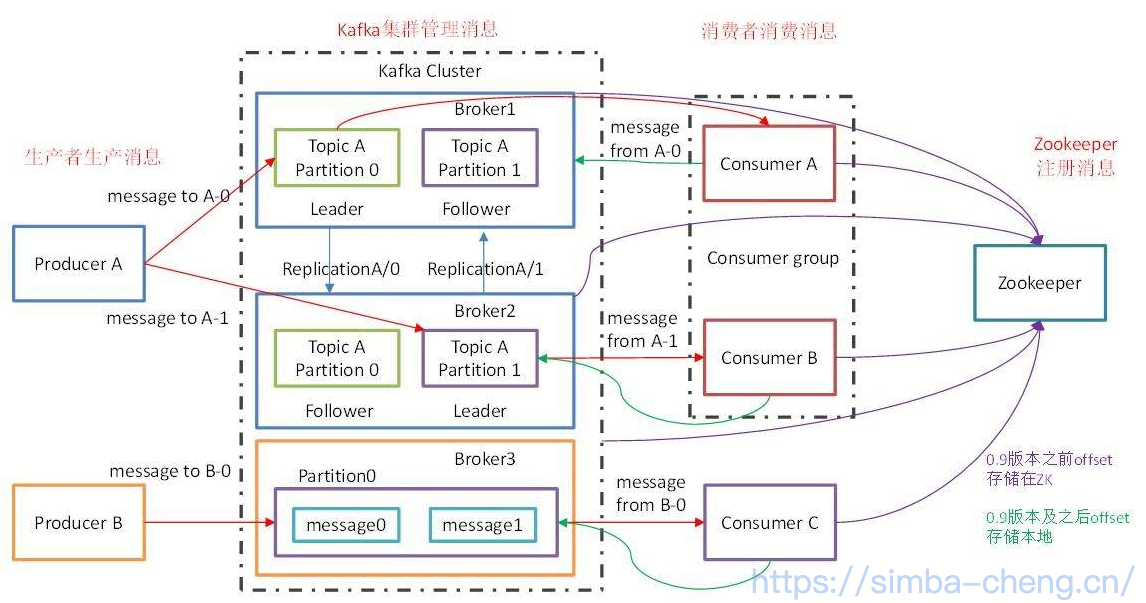 Kafka集群管理消息
消费者消费消息
Kafka Cluster
Broker1
Topic A
Partition 0
Topic A
Partition 1
Leader
Follower
message
from A-0
Consumer A
Zookeeper
注册消息
生产者生产消息
message to A-0
Producer A
message to A-1
ReplicationA/0
ReplicationA/1
Consumer group
Zookeeper
Broker2
Topic A
Partition 0
Topic A
Partition 1
Follower
Leader
message
from A-1
Consumer B
message to B-0
Producer B
Broker3
Partition0
message0
message1
message
from B-0
Consumer C
0.9版本之前offset
存储在ZK
0.9版本及之后offset
存储本地
https://simba-cheng.cn/